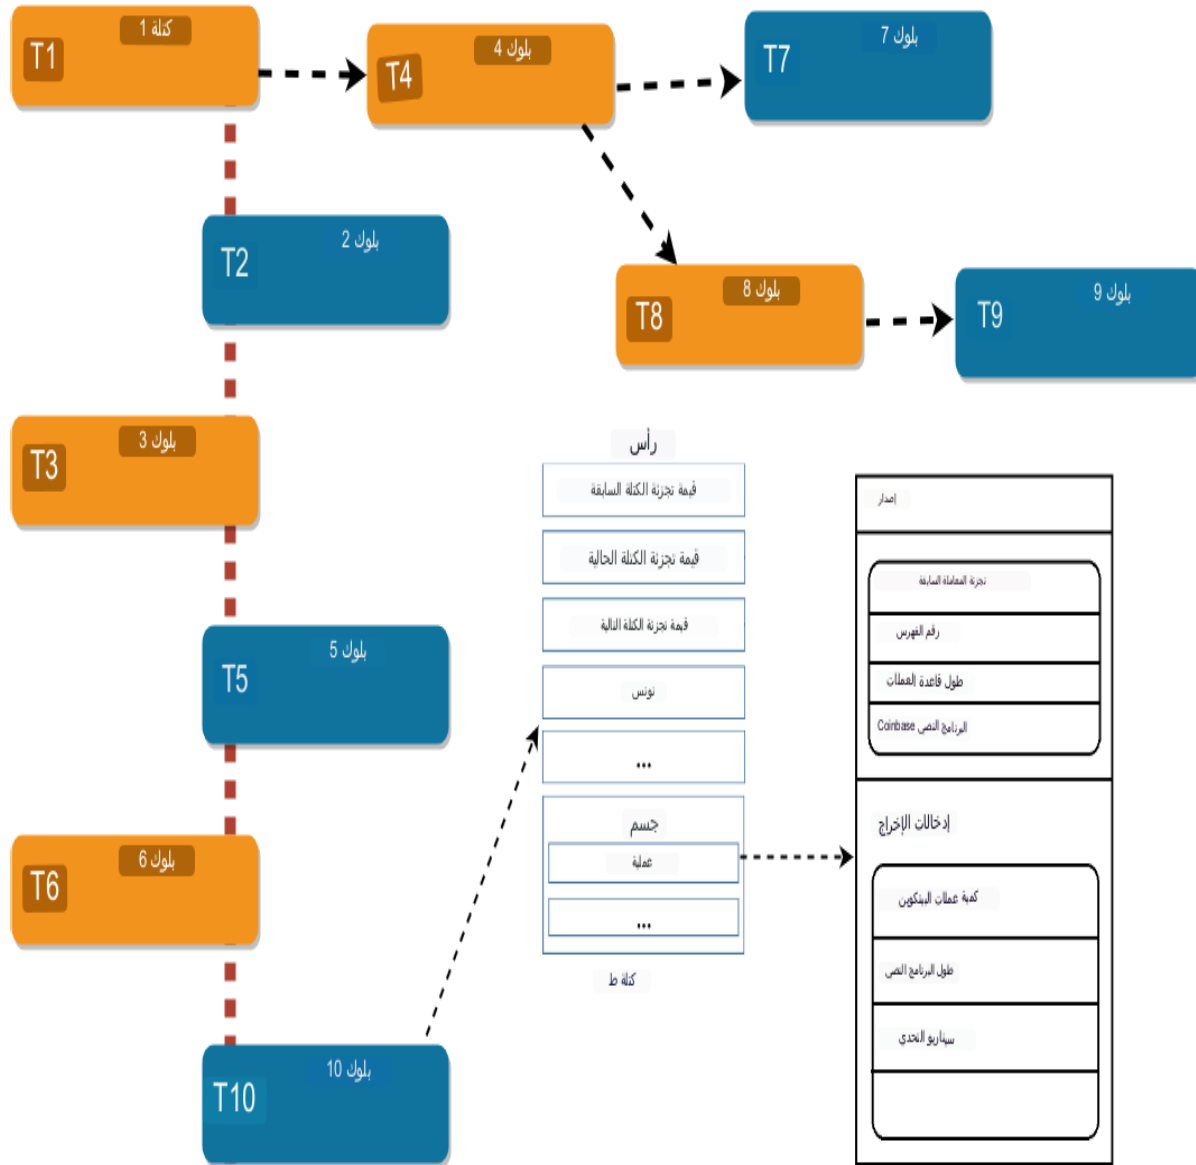 كتلة 1
T1
بلوك 4
T4
بلوك 7
T7
بلوك 2
T2
بلوك 8
T8
بلوك 9
T9
بلوك 3
T3
بلوك 5
T5
بلوك 6
T6
بلوك 10
T10
رأس
قيمة تجزئة الكتلة السابقة
قيمة تجزئة الكتلة الحالية
قيمة تجزئة الكتلة التالية
نونس
...
جسم
عملية
...
كتلة ط
إصدار
تجزئة المعاملة السابقة
رقم الفهرس
طول قاعدة العملات
البرنامج النصي Coinbase
إدخالات الإخراج
كمية عملات البيتكوين
طول البرنامج النصي
سيناريو التحدي